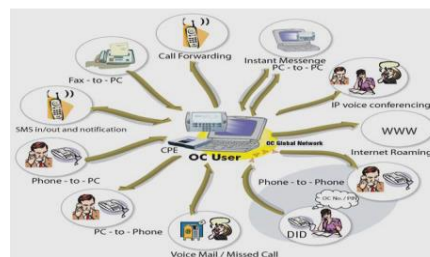 Call Forwarding
Instant Messenge
PC - to - PC
Fax - to - PC
IP voice conferencing
SMS in/out and notification
CPE
OC Global Network
OC User
WWW
Internet Roaming
Phone - to - PC
Phone - to - Phone
PC - to - Phone
DID
Voice Mail / Missed Call